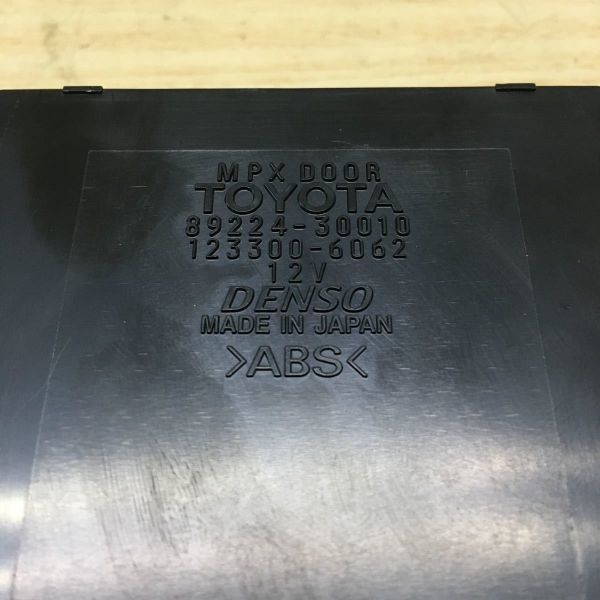 MPX DOOR
TOYOTA
89224-30010
123300-6062
12V
DENSO
MADE IN JAPAN
>ABS<